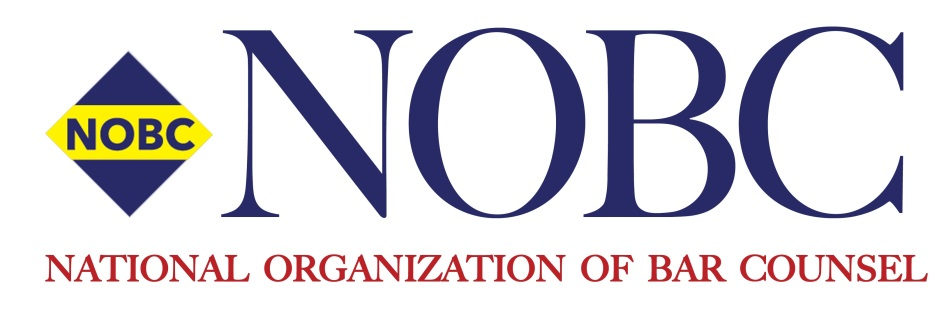 NOBC
NOBC
NATIONAL ORGANIZATION OF BAR COUNSEL